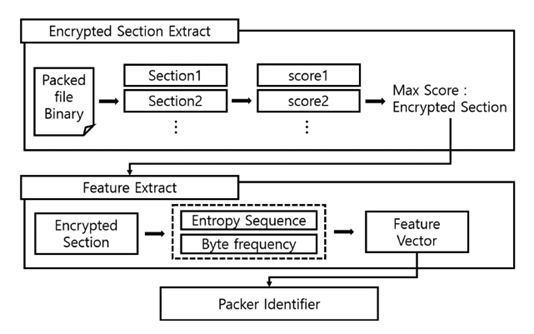 Encrypted Section Extract
Packed
file
Binary
Section1
Section2
⋮
score1
score2
⋮
Max Score :
Encrypted Section
Feature Extract
Encrypted
Section
Entropy Sequence
Byte frequency
Feature
Vector
Packer Identifier